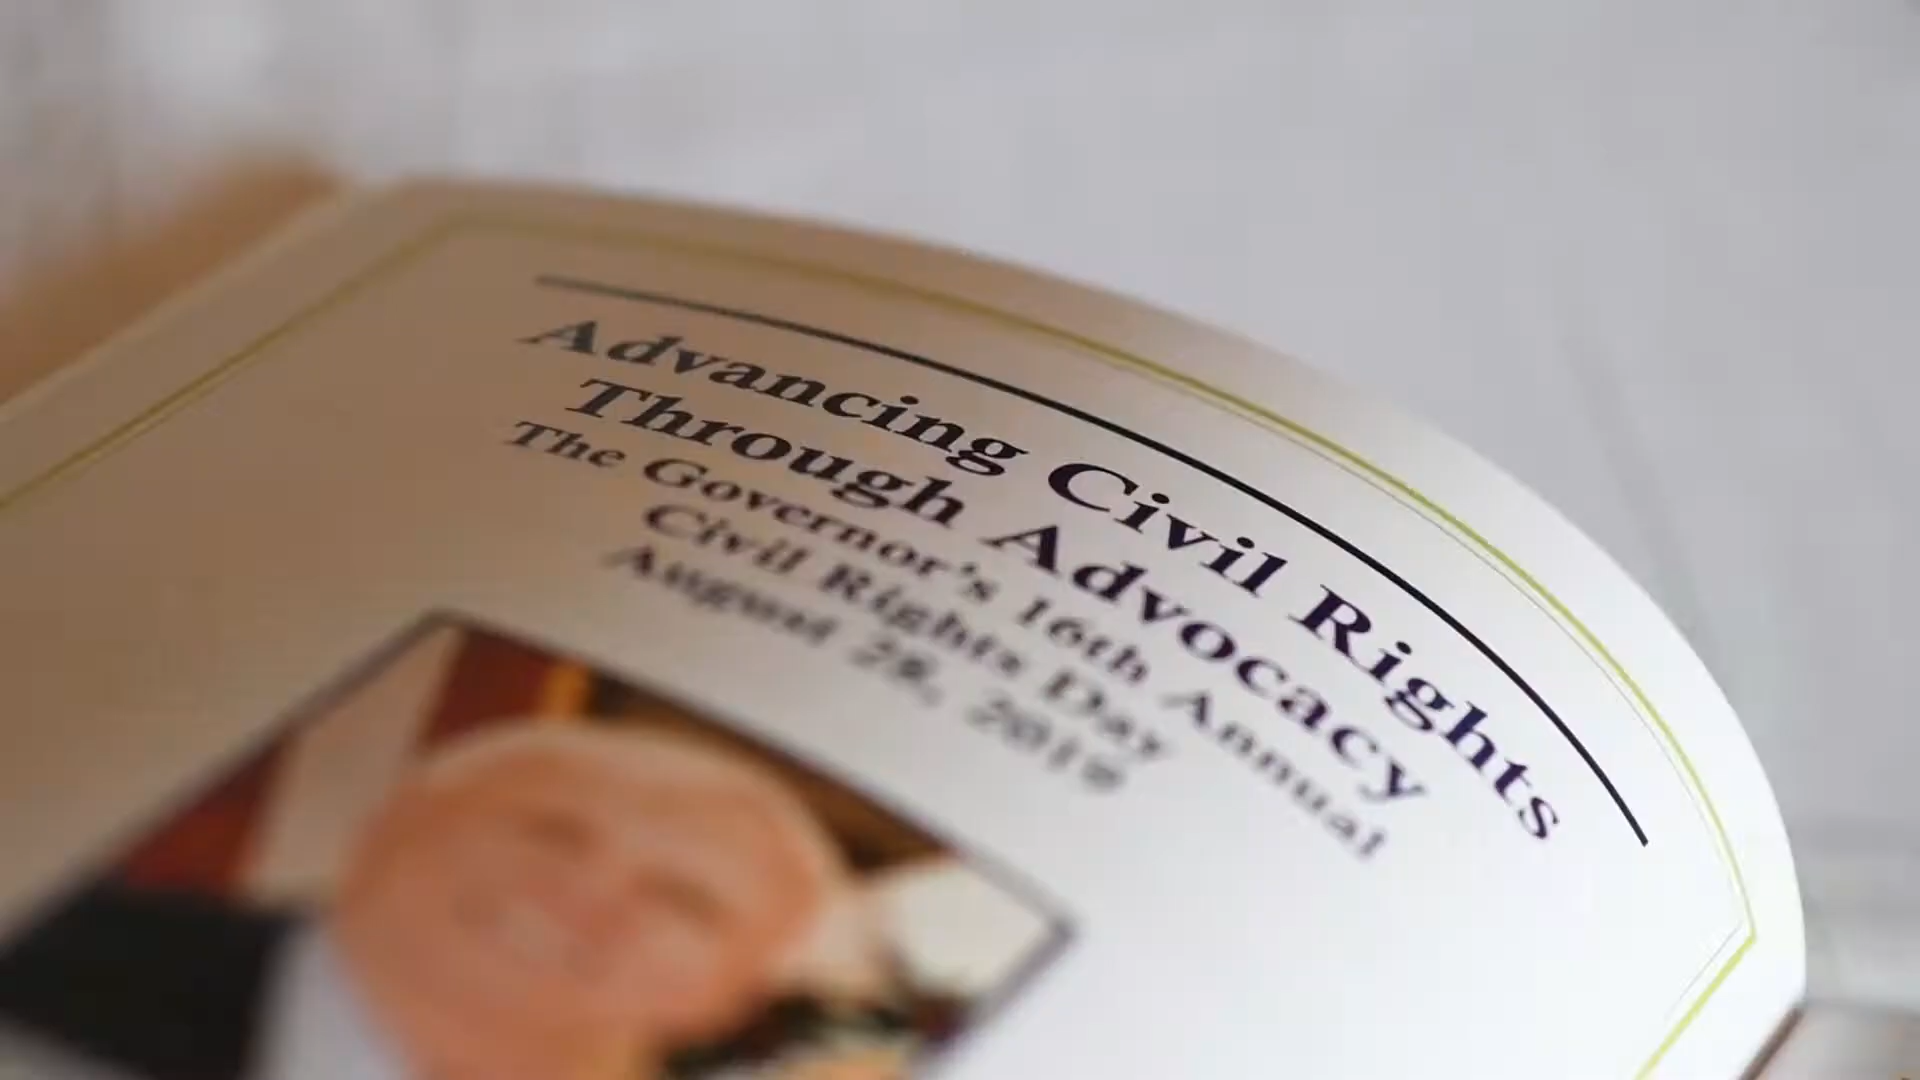 Advancing Civil Rights
Through Advocacy
The Governor's 16th Annual
Civil Rights Day
August 28, 2019